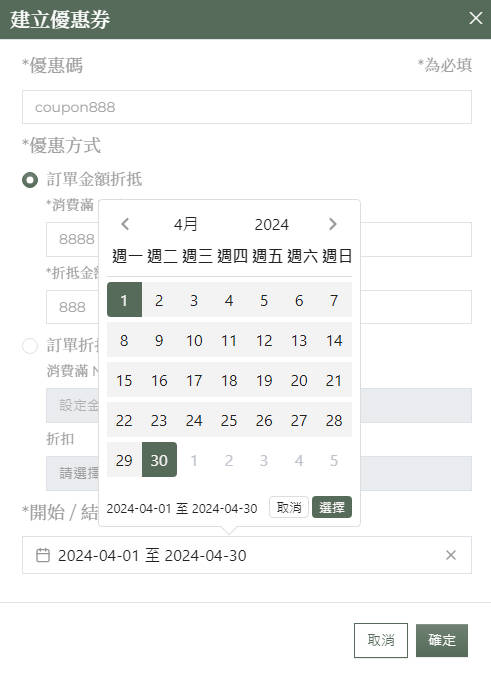 建立優惠券
*優惠碼 *為必填
coupon888
*優惠方式
訂單金額折抵
*消費滿
8888
*折抵金
888
訂單折
消費滿 N
設定金
折扣
請選擇
4月 2024
週一 週二 週三 週四 週五 週六 週日
1 2 3 4 5 6 7
8 9 10 11 12 13 14
15 16 17 18 19 20 21
22 23 24 25 26 27 28
29 30 1 2 3 4 5
2024-04-01 至 2024-04-30 取消 選擇
*開始 / 結
2024-04-01 至 2024-04-30
取消 確定